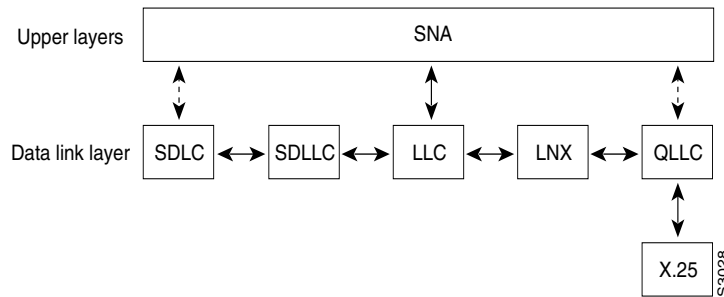 Upper layers
SNA
Data link layer
SDLC
SDLLC
LLC
LNX
QLLC
X.25
S3028